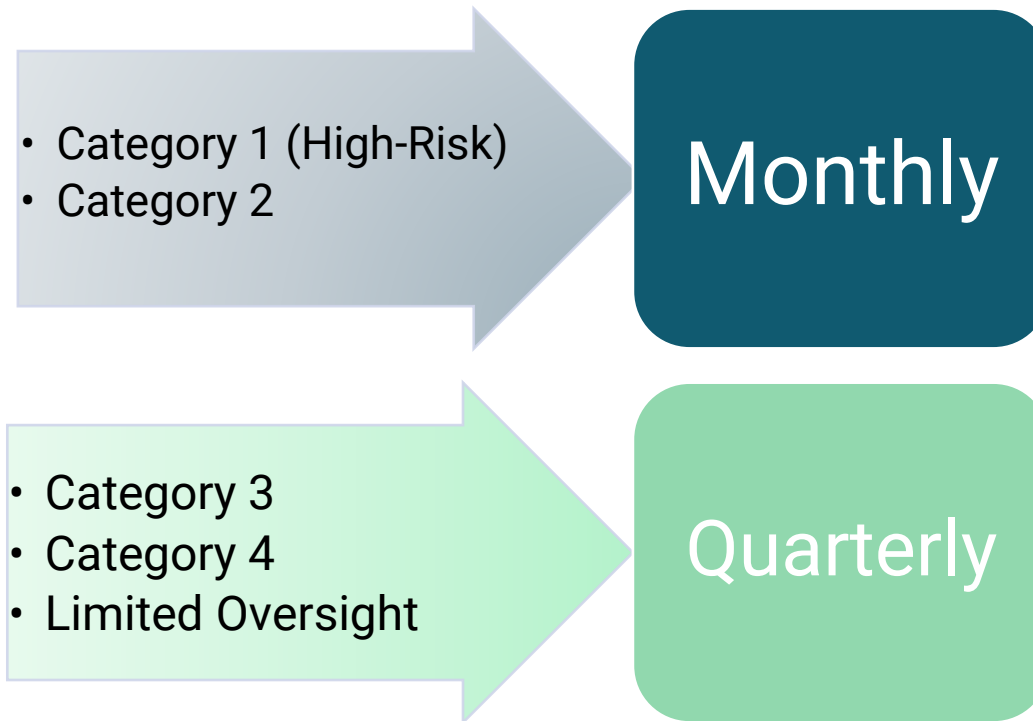 • Category 1 (High-Risk)
• Category 2
Monthly
• Category 3
• Category 4
• Limited Oversight
Quarterly